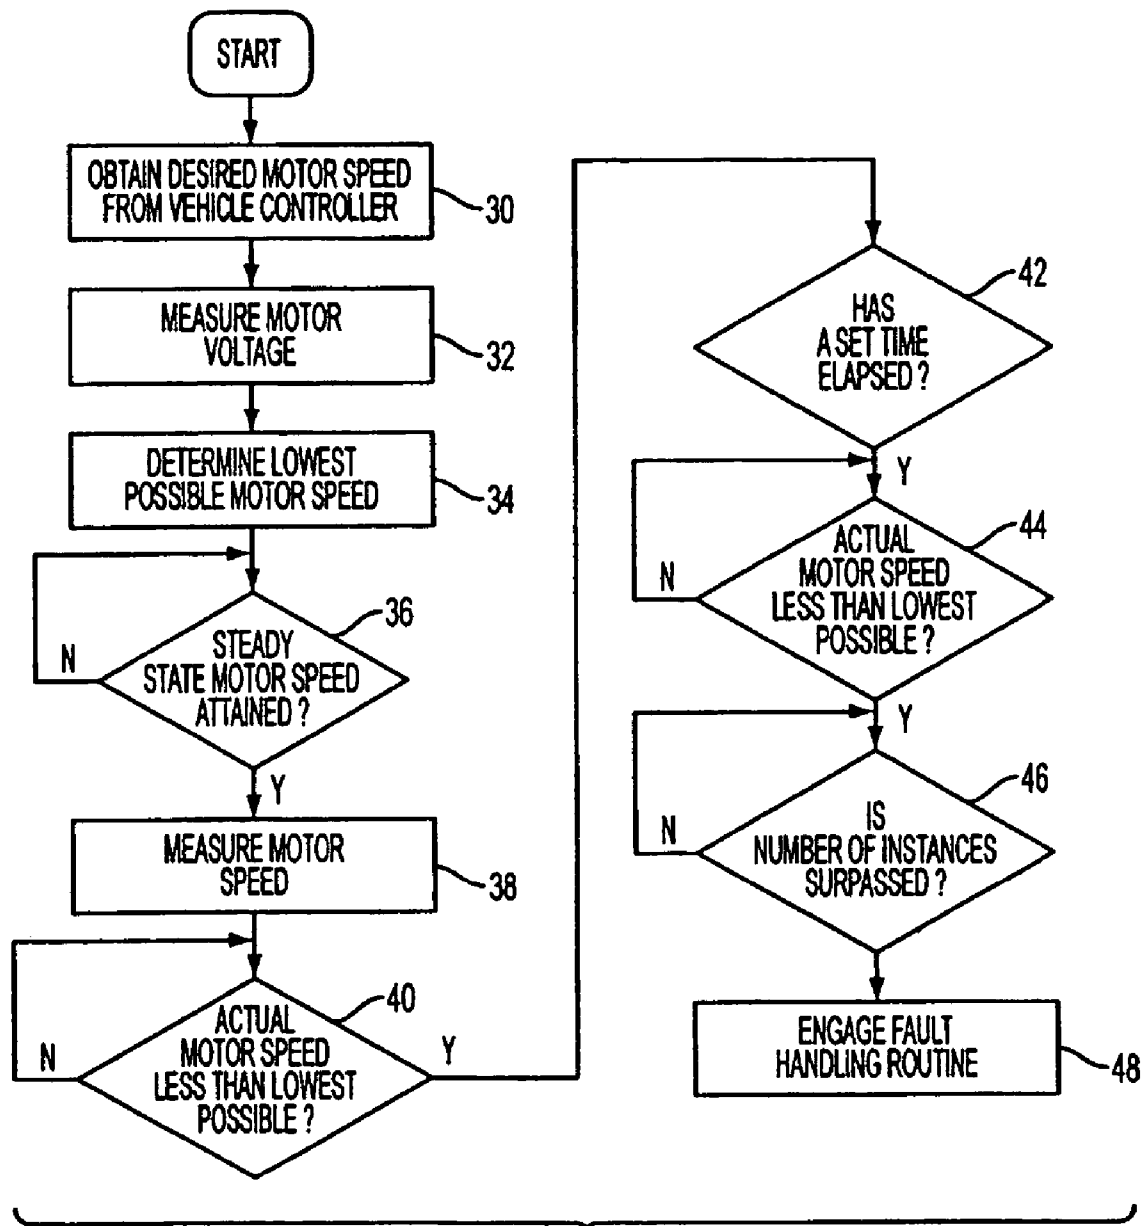 START
OBTAIN DESIRED MOTOR SPEED
FROM VEHICLE CONTROLLER
30
MEASURE MOTOR
VOLTAGE
32
DETERMINE LOWEST
POSSIBLE MOTOR SPEED
34
36
STEADY
STATE MOTOR SPEED
ATTAINED ?
N
Y
MEASURE MOTOR
SPEED
38
40
ACTUAL
MOTOR SPEED
LESS THAN LOWEST
POSSIBLE ?
N
Y
42
HAS
A SET TIME
ELAPSED ?
Y
44
ACTUAL
MOTOR SPEED
LESS THAN LOWEST
POSSIBLE ?
N
Y
46
IS
NUMBER OF INSTANCES
SURPASSED ?
N
ENGAGE FAULT
HANDLING ROUTINE
48